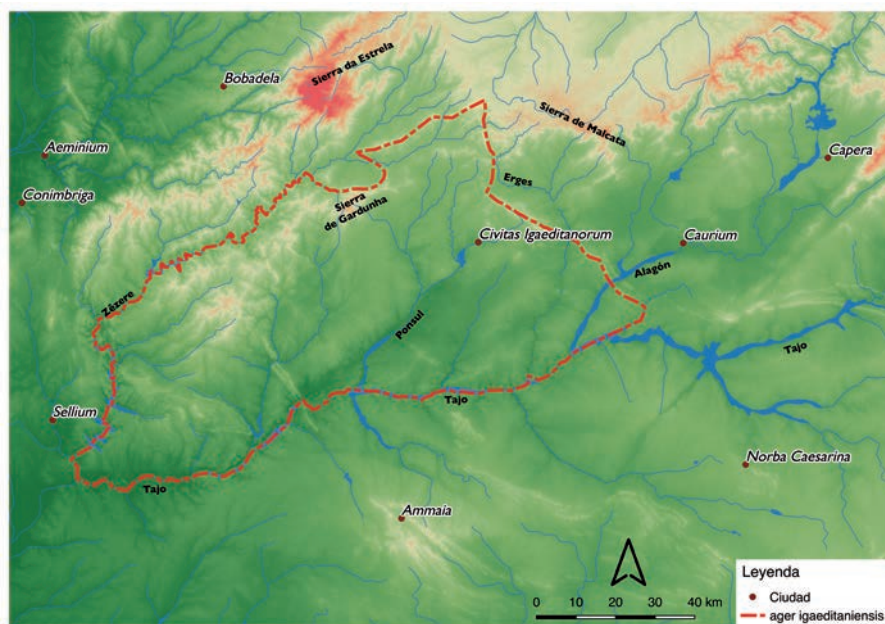 Bobadela
Sierra da Estrela
Sierra de Malcata
Aeminium
Capera
Conimbriga
Erges
Sierra
de Gardunha
Civitas Igaeditanorum
Caurium
Alagón
Zêzere
Ponsul
Tajo
Tajo
Sellium
Norba Caesarina
Tajo
Ammaia
Leyenda
Ciudad
ager igaeditaniensis
0 10 20 30 40 km